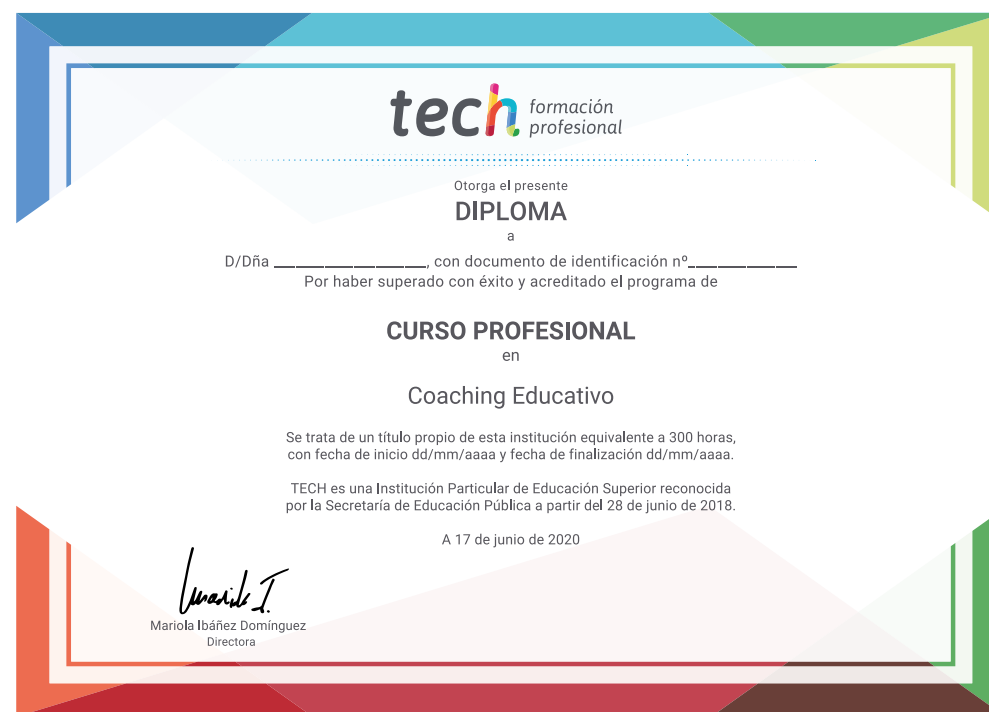 tech formación
profesional
Otorga el presente
DIPLOMA
a
D/Dña ____________________, con documento de identificación nº______________
Por haber superado con éxito y acreditado el programa de
CURSO PROFESIONAL
en
Coaching Educativo
Se trata de un título propio de esta institución equivalente a 300 horas,
con fecha de inicio dd/mm/aaaa y fecha de finalización dd/mm/aaaa.
TECH es una Institución Particular de Educación Superior reconocida
por la Secretaría de Educación Pública a partir del 28 de junio de 2018.
A 17 de junio de 2020
Mariola Ibáñez Domínguez
Directora